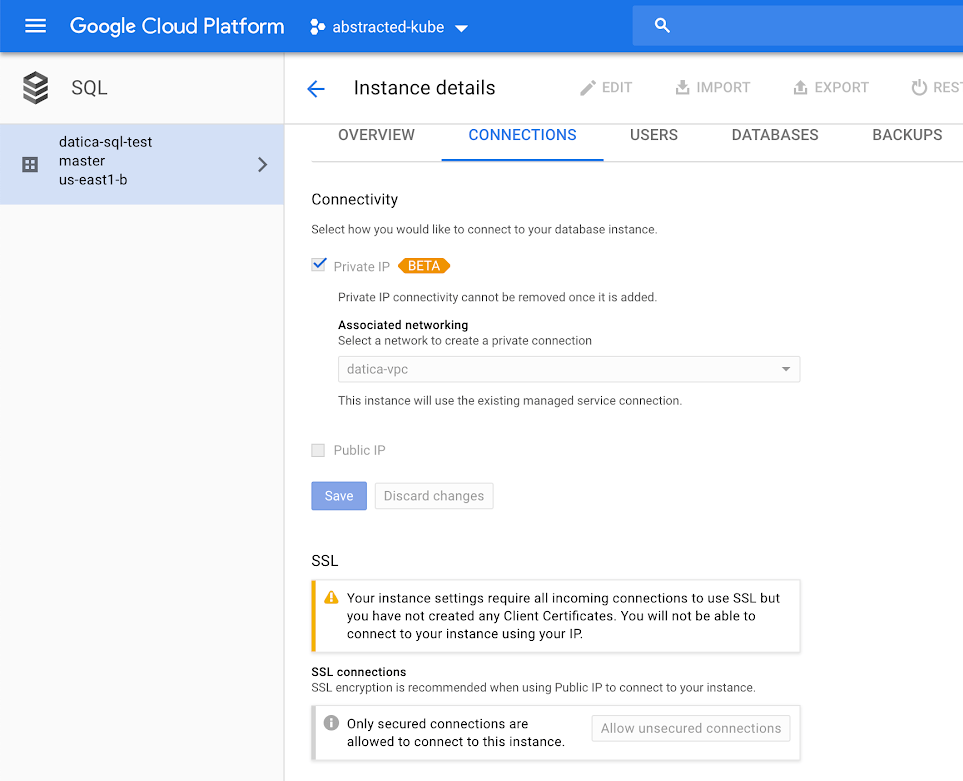 Google Cloud Platform
abstracted-kube
SQL
Instance details
EDIT
IMPORT
EXPORT
datica-sql-test
master
us-east1-b
OVERVIEW
CONNECTIONS
USERS
DATABASES
BACKUPS
Connectivity
Select how you would like to connect to your database instance.
Private IP BETA
Private IP connectivity cannot be removed once it is added.
Associated networking
Select a network to create a private connection
datica-vpc
This instance will use the existing managed service connection.
Public IP
Save
Discard changes
SSL
Your instance settings require all incoming connections to use SSL but
you have not created any Client Certificates. You will not be able to
connect to your instance using your IP.
SSL connections
SSL encryption is recommended when using Public IP to connect to your instance.
Only secured connections are
allowed to connect to this instance.
Allow unsecured connections